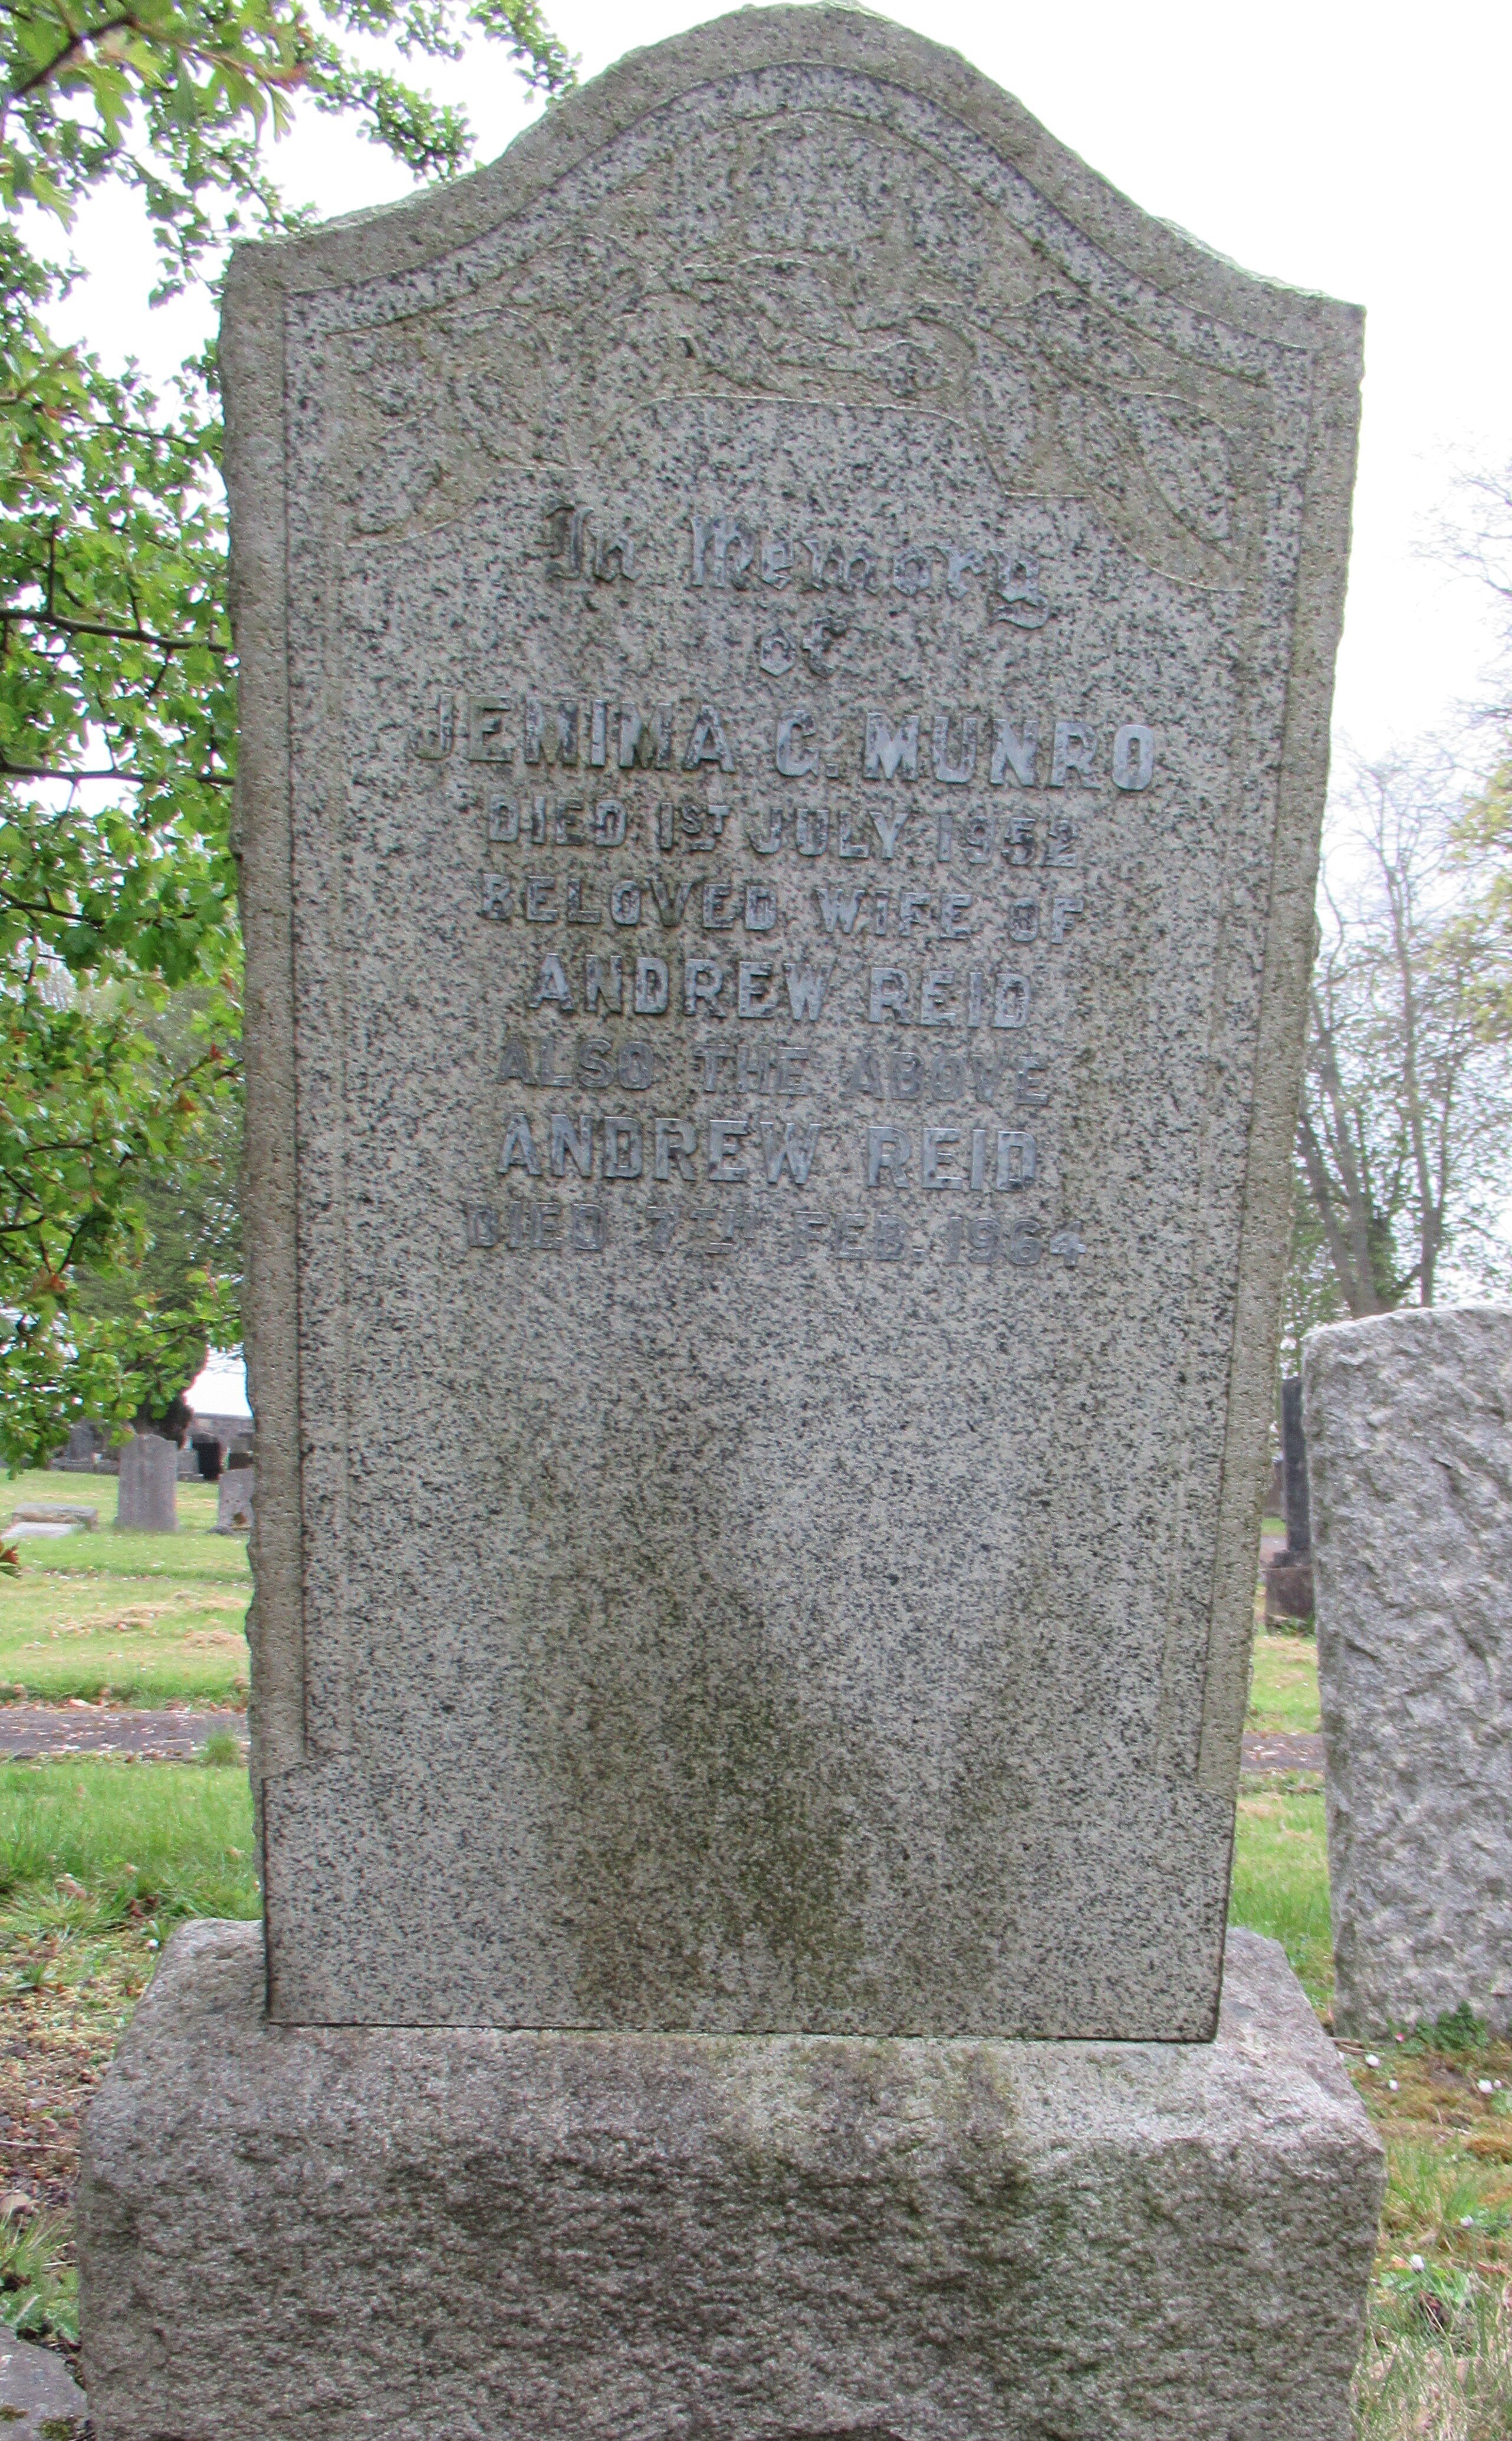 In Memory
of
JEMIMA C. MUNRO
DIED 1ST JULY 1952
BELOVED WIFE OF
ANDREW REID
ALSO THE ABOVE
ANDREW REID
DIED 7TH FEB. 1964